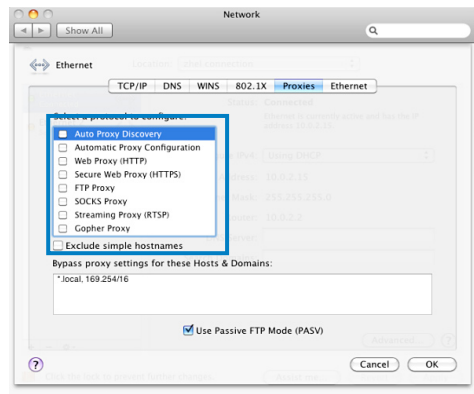 Network
Show All
Ethernet
TCP/IP DNS WINS 802.1X Proxies Ethernet
Select a protocol to configure:
Auto Proxy Discovery
Automatic Proxy Configuration
Web Proxy (HTTP)
Secure Web Proxy (HTTPS)
FTP Proxy
SOCKS Proxy
Streaming Proxy (RTSP)
Gopher Proxy
Exclude simple hostnames
Bypass proxy settings for these Hosts & Domains:
*.local, 169.254/16
Use Passive FTP Mode (PASV)
? Cancel OK